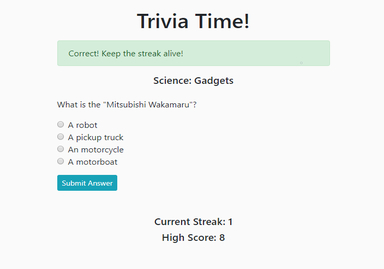 Trivia Time!
Correct! Keep the streak alive!
Science: Gadgets
What is the "Mitsubishi Wakamaru"?
A robot
A pickup truck
An motorcycle
A motorboat
Submit Answer
Current Streak: 1
High Score: 8